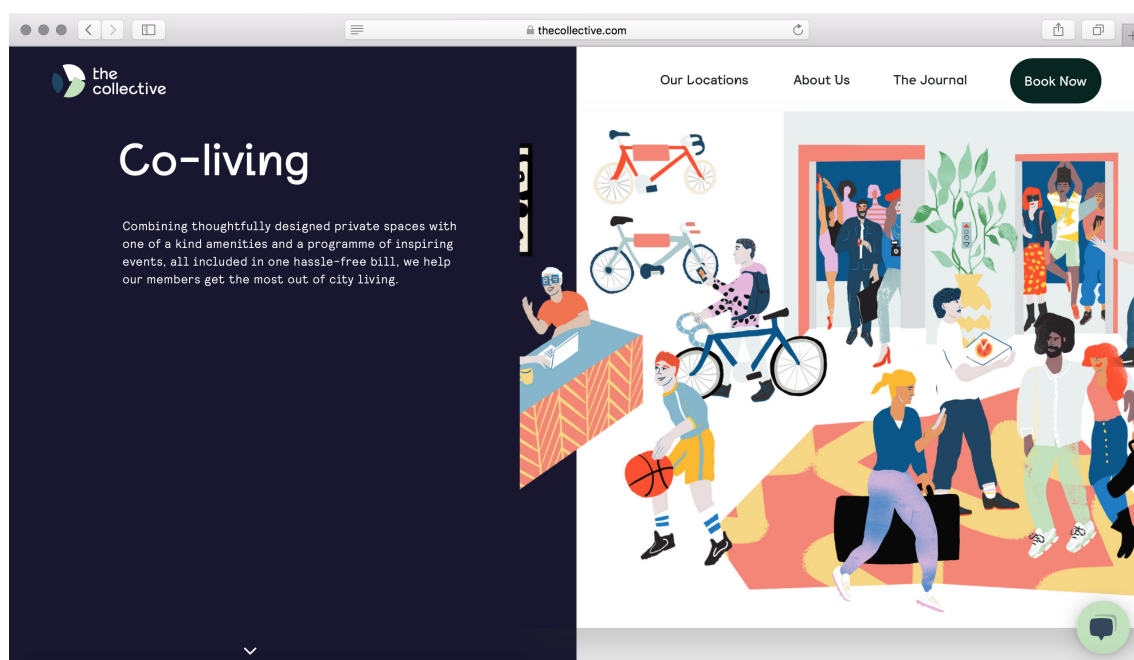 thecollective.com
the
collective
Our Locations
About Us
The Journal
Book Now
Co-living
Combining thoughtfully designed private spaces with
one of a kind amenities and a programme of inspiring
events, all included in one hassle-free bill, we help
our members get the most out of city living.